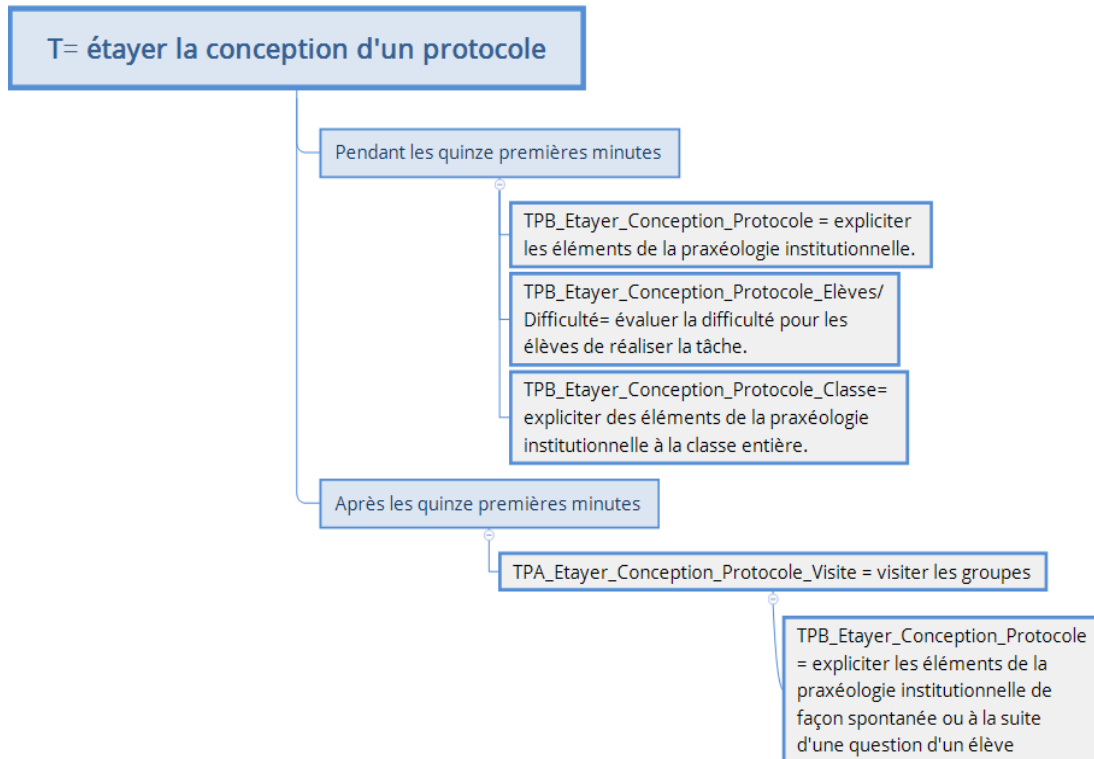 T= étayer la conception d'un protocole
Pendant les quinze premières minutes
TPB_Etayer_Conception_Protocole = expliciter
les éléments de la praxéologie institutionnelle.
TPB_Etayer_Conception_Protocole_Elèves/
Difficulté= évaluer la difficulté pour les
élèves de réaliser la tâche.
TPB_Etayer_Conception_Protocole_Classe=
expliciter des éléments de la praxéologie
institutionnelle à la classe entière.
Après les quinze premières minutes
TPA_Etayer_Conception_Protocole_Visite = visiter les groupes
TPB_Etayer_Conception_Protocole
= expliciter les éléments de la
praxéologie institutionnelle de
façon spontanée ou à la suite
d'une question d'un élève